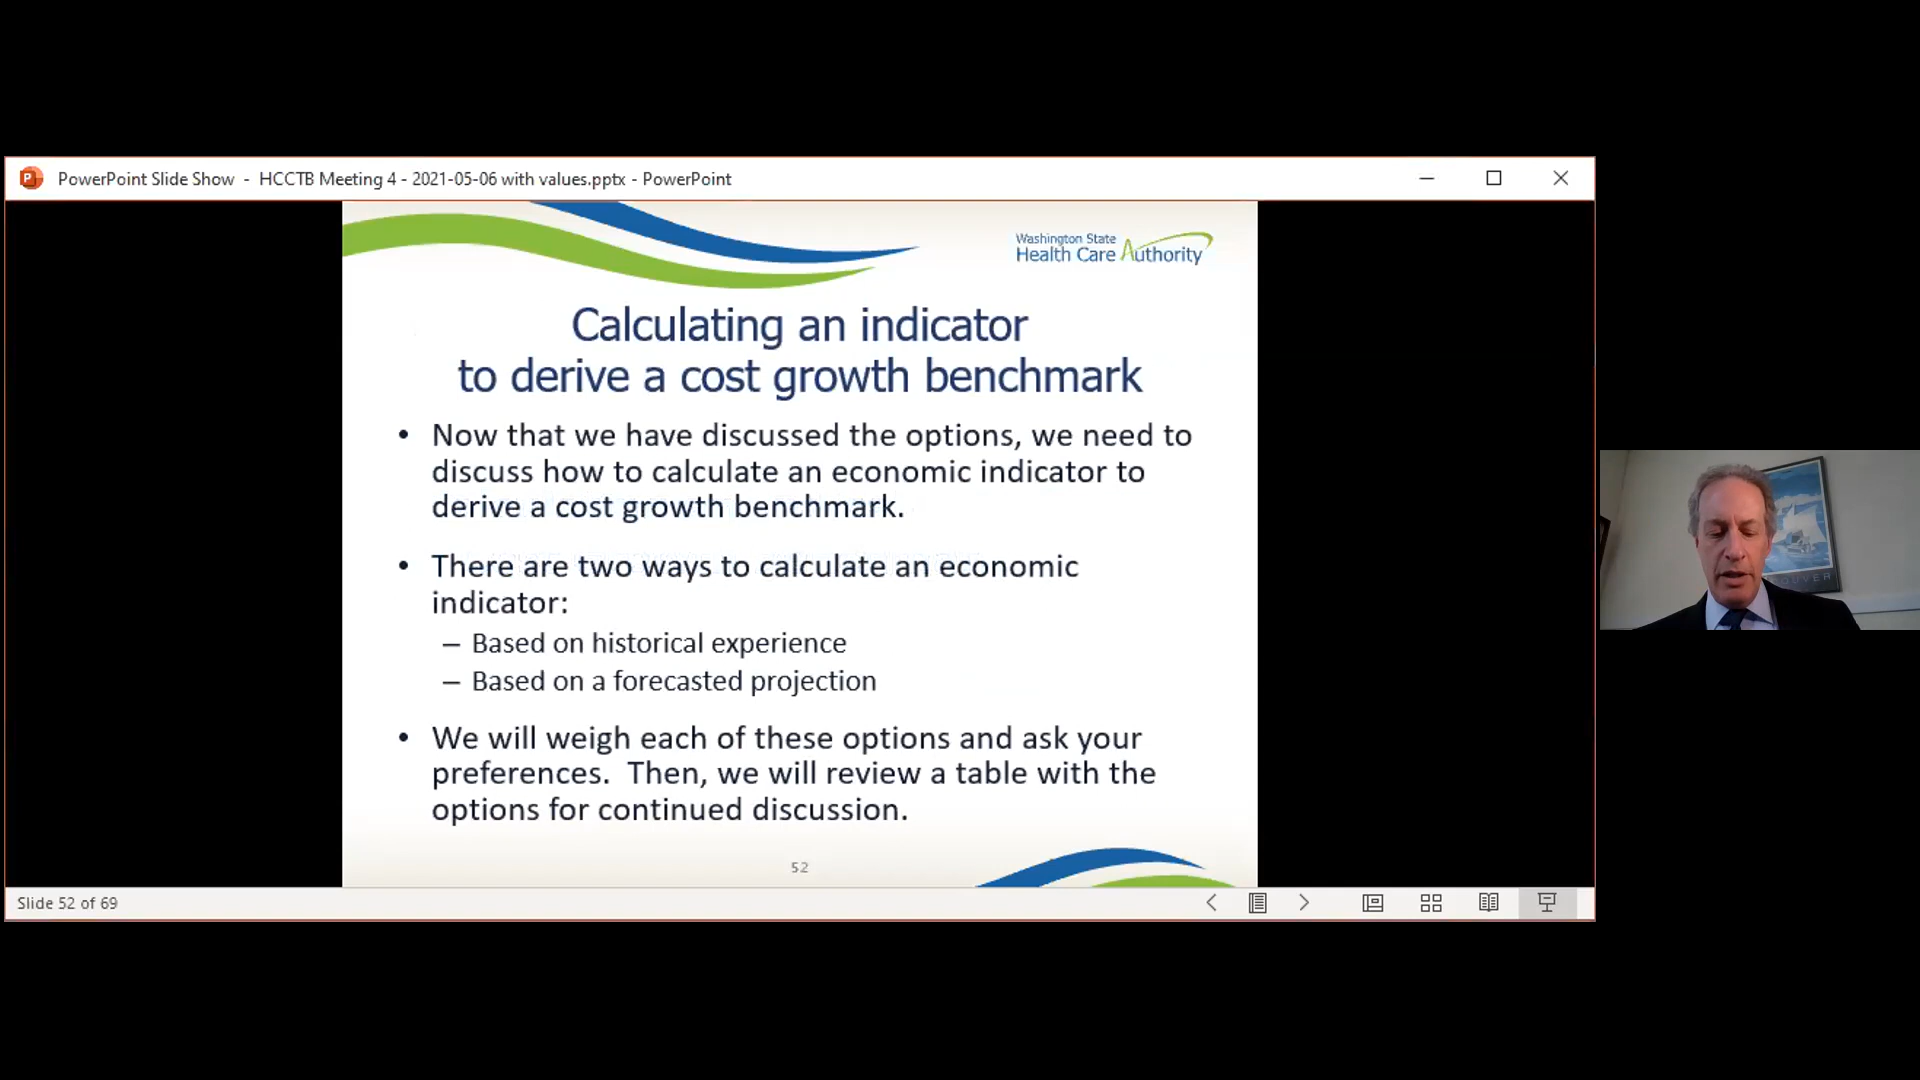 PowerPoint Slide Show - HCCTB Meeting 4 - 2021-05-06 with values.pptx - PowerPoint
Washington State
Health Care Authority
Calculating an indicator
to derive a cost growth benchmark
• Now that we have discussed the options, we need to
discuss how to calculate an economic indicator to
derive a cost growth benchmark.
• There are two ways to calculate an economic
indicator:
– Based on historical experience
– Based on a forecasted projection
• We will weigh each of these options and ask your
preferences. Then, we will review a table with the
options for continued discussion.
52
Slide 52 of 69